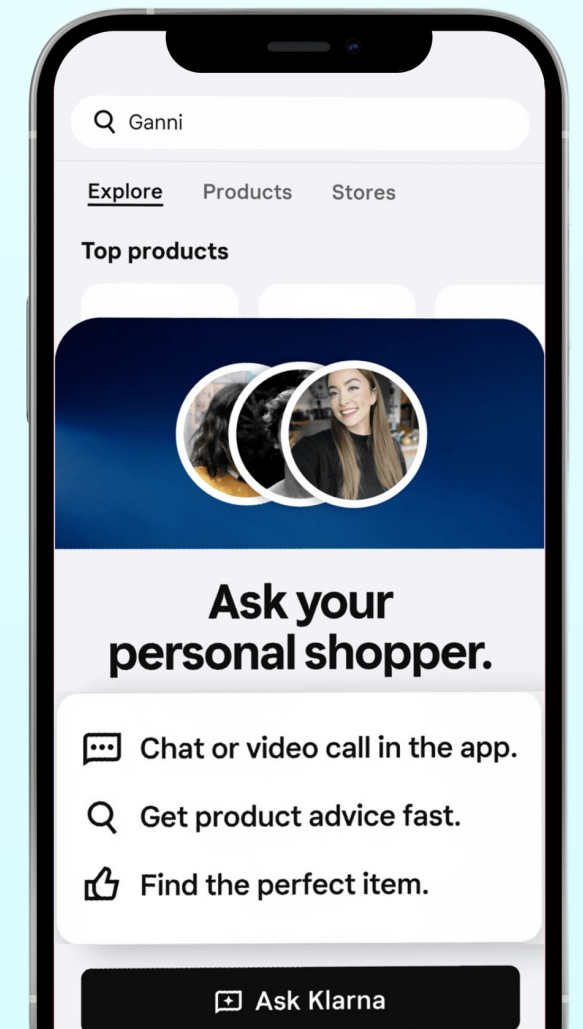 Ganni
Explore Products Stores
Top products
Ask your
personal shopper.
Chat or video call in the app.
Get product advice fast.
Find the perfect item.
Ask Klarna